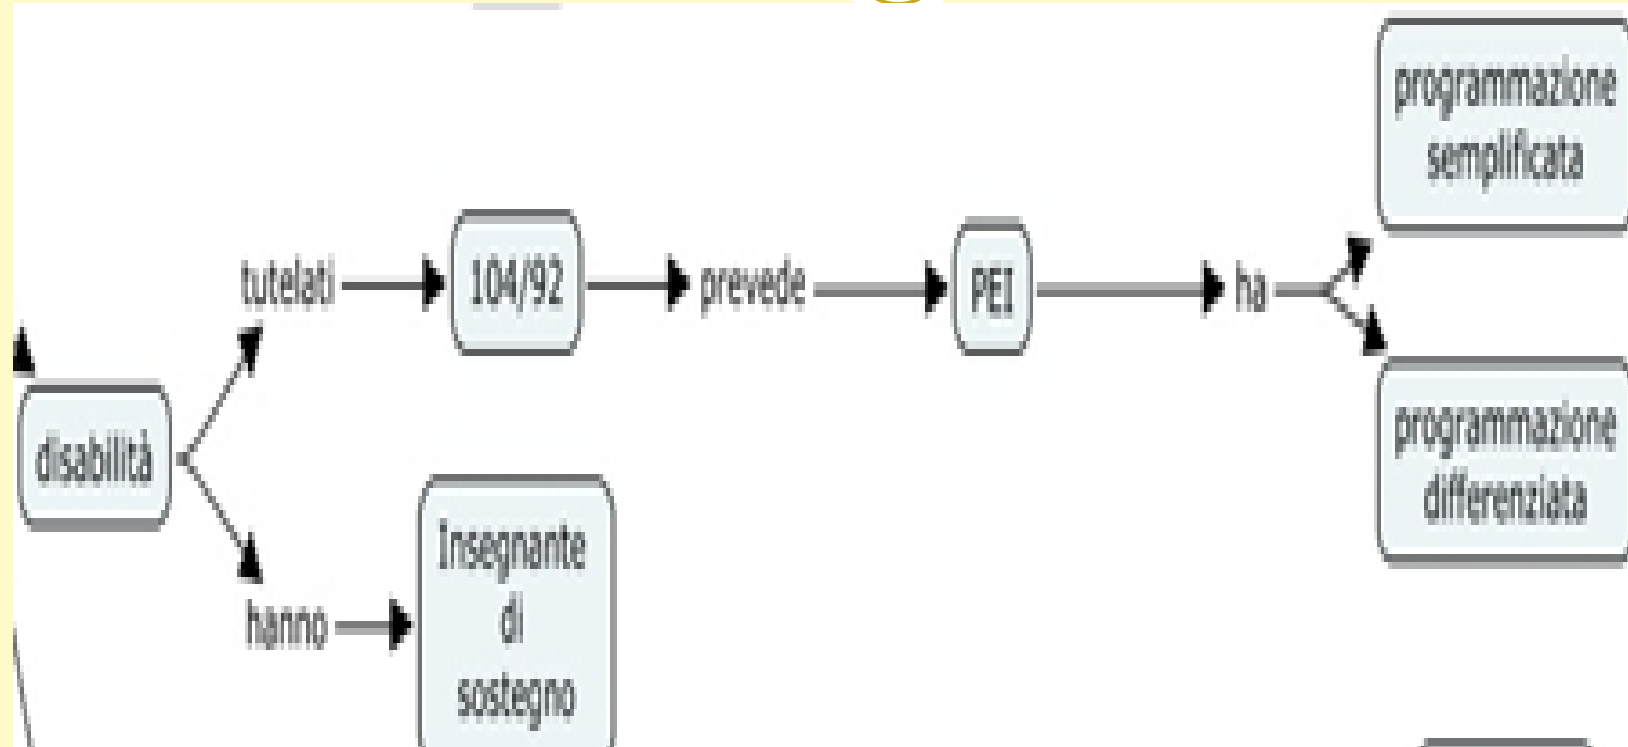 programmazione
semplificata
tutelati
104/92
prevede
PEI
ha
disabilità
programmazione
differenziata
Insegnante
di
sostegno
hanno